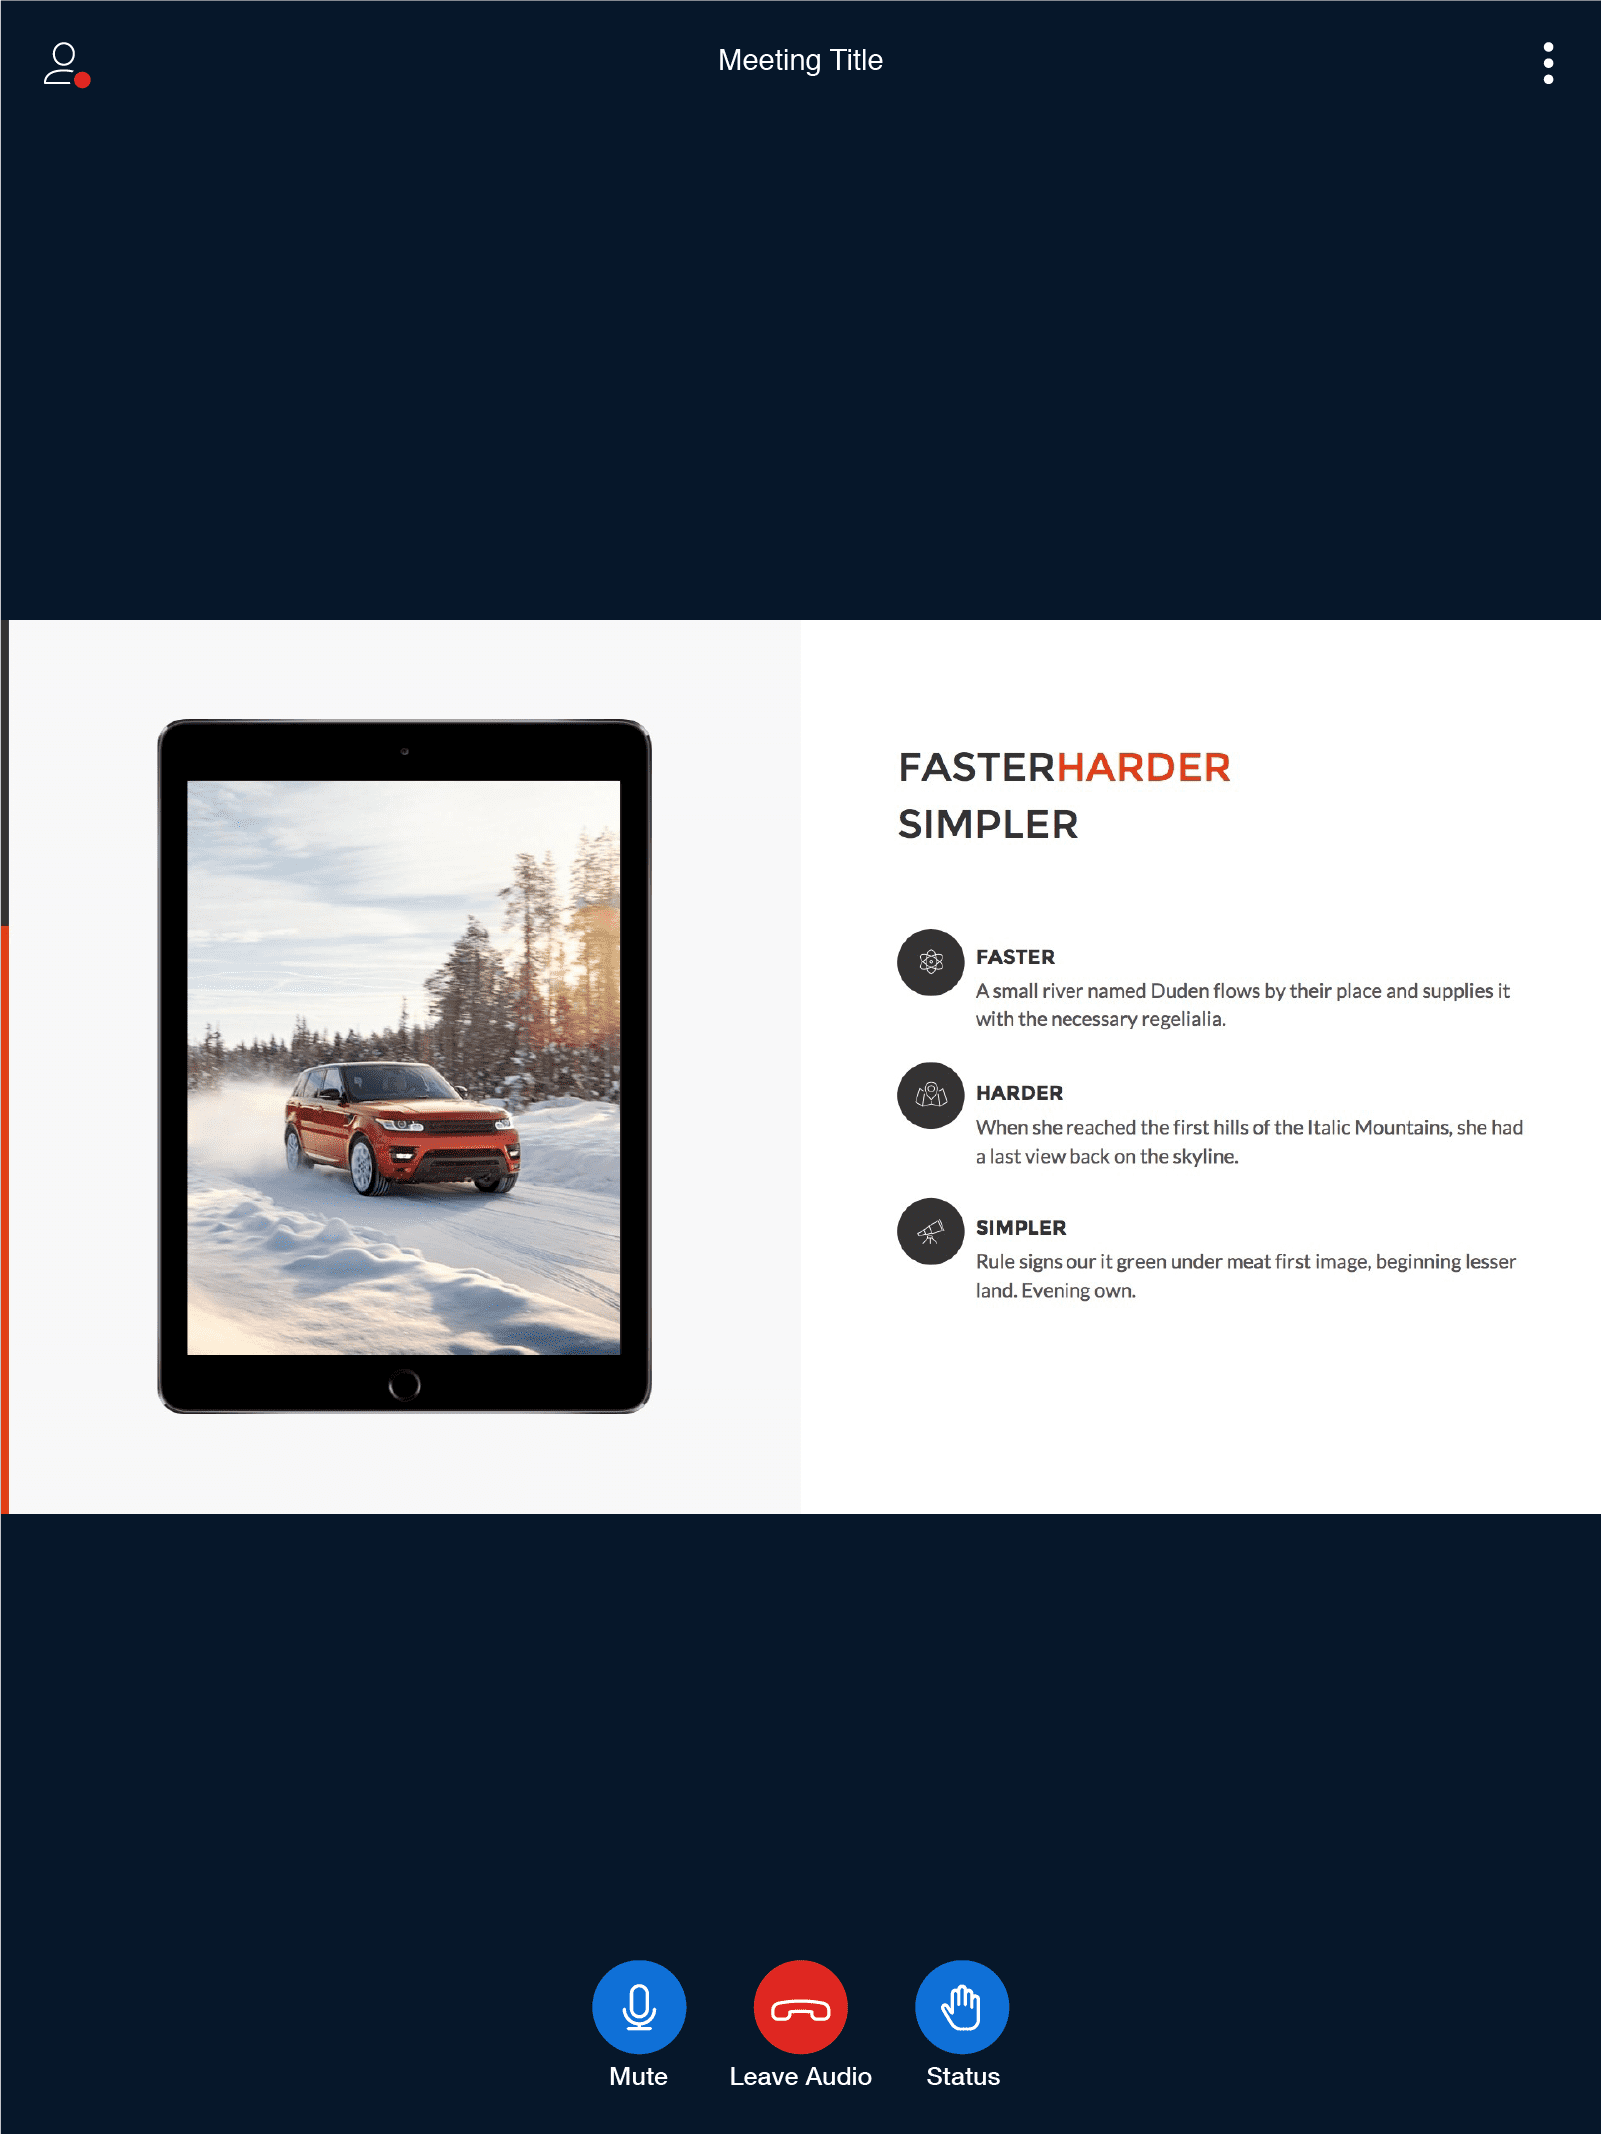 Meeting Title
FASTERHARDER
SIMPLER
FASTER
A small river named Duden flows by their place and supplies it
with the necessary regelialia.
HARDER
When she reached the first hills of the Italic Mountains, she had
a last view back on the skyline.
SIMPLER
Rule signs our it green under meat first image, beginning lesser
land. Evening own.
Mute
Leave Audio
Status